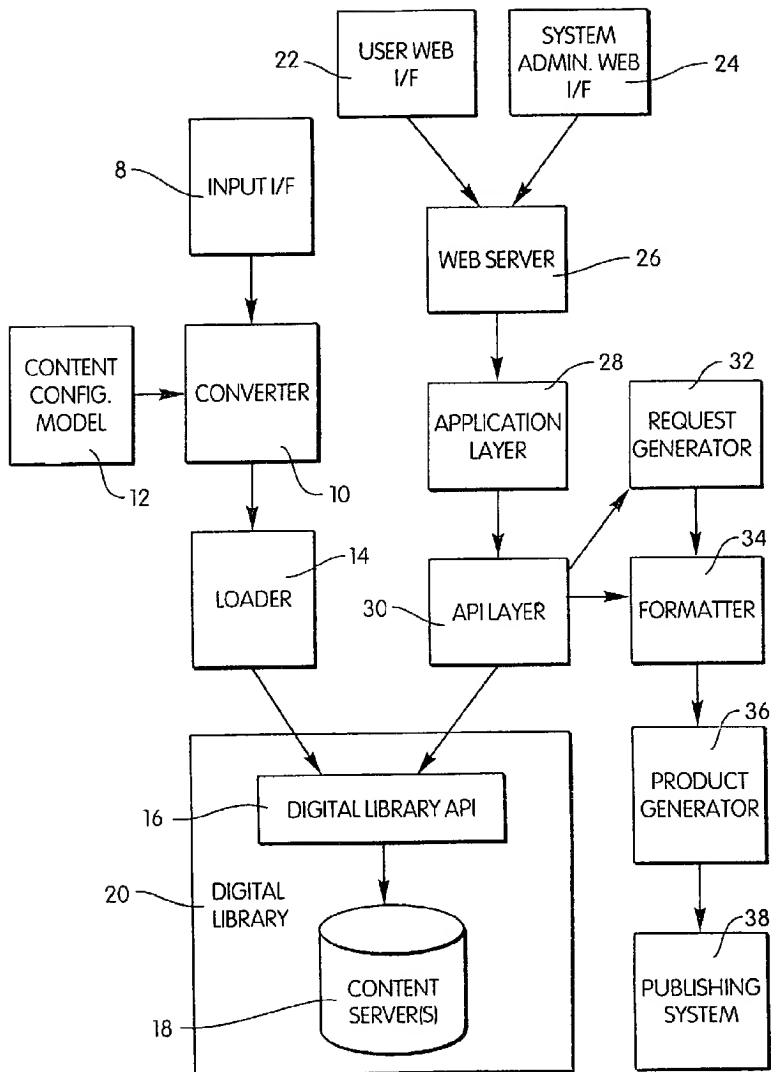 22
USER WEB
I/F
SYSTEM
ADMIN. WEB
I/F
24
8
INPUT I/F
WEB SERVER
26
CONTENT
CONFIG.
MODEL
12
CONVERTER
10
28
APPLICATION
LAYER
32
REQUEST
GENERATOR
14
LOADER
30
API LAYER
34
FORMATTER
16
DIGITAL LIBRARY API
36
PRODUCT
GENERATOR
20
DIGITAL
LIBRARY
18
CONTENT
SERVER(S)
38
PUBLISHING
SYSTEM